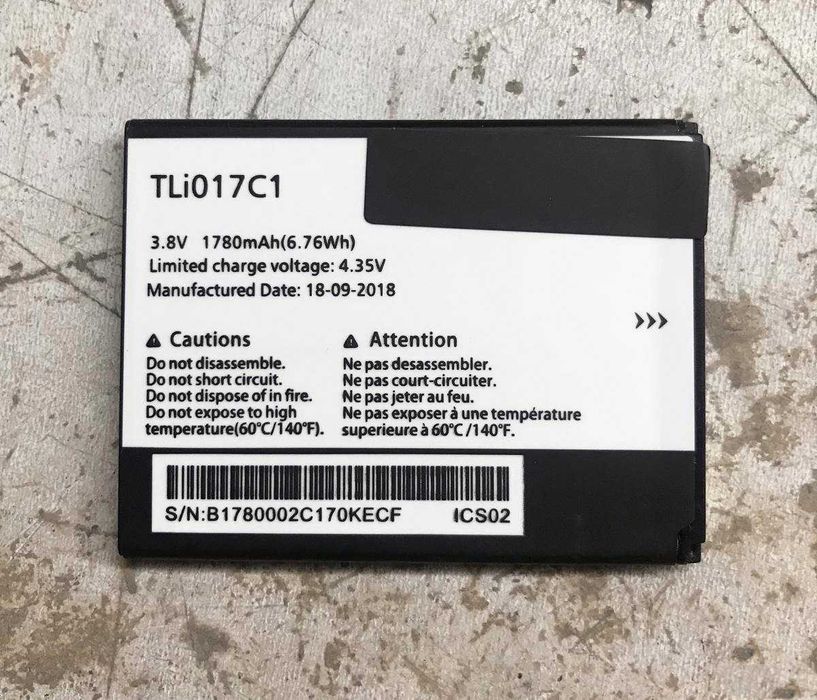 TLi017C1
3.8V 1780mAh(6.76Wh)
Limited charge voltage: 4.35V
Manufactured Date: 18-09-2018
Cautions
Do not disassemble.
Do not short circuit.
Do not dispose of in fire.
Do not expose to high
temperature(60°C/140°F).
Attention
Ne pas desassembler.
Ne pas court-circuiter.
Ne pas jeter au feu.
Ne pas exposer à une température
superieure à 60°C/140°F.
S/N:B1780002C170KECF ICS02